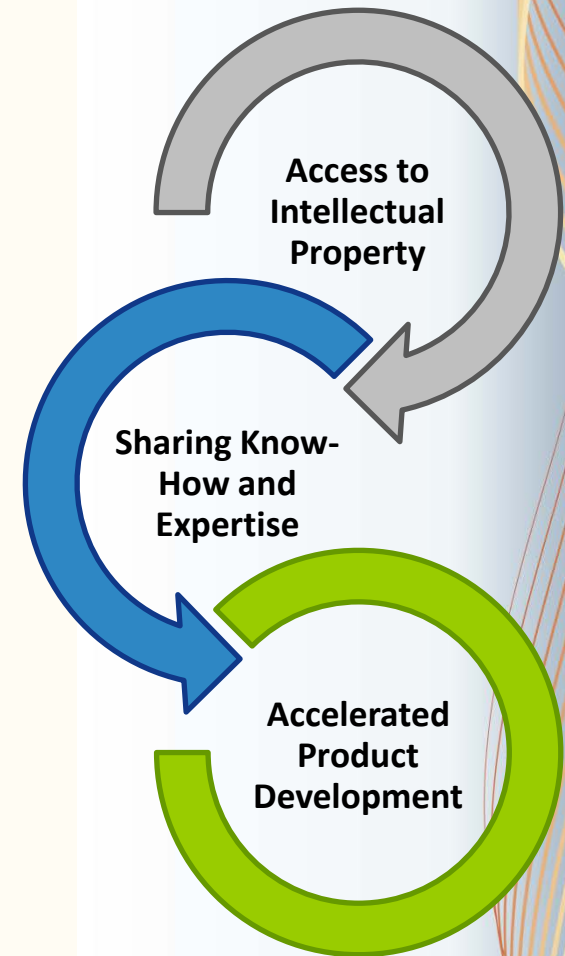 Access to
Intellectual
Property
Sharing Know-
How and
Expertise
Accelerated
Product
Development